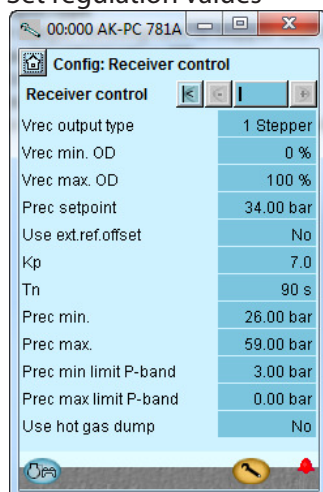 Set regulation values
00:000 AK-PC 781A
Config: Receiver control
Receiver control
Vrec output type 1 Stepper
Vrec min. OD 0 %
Vrec max. OD 100 %
Prec setpoint 34.00 bar
Use ext.ref.offset No
Kp 7.0
Tn 90 s
Prec min. 26.00 bar
Prec max. 59.00 bar
Prec min limit P-band 3.00 bar
Prec max limit P-band 0.00 bar
Use hot gas dump No